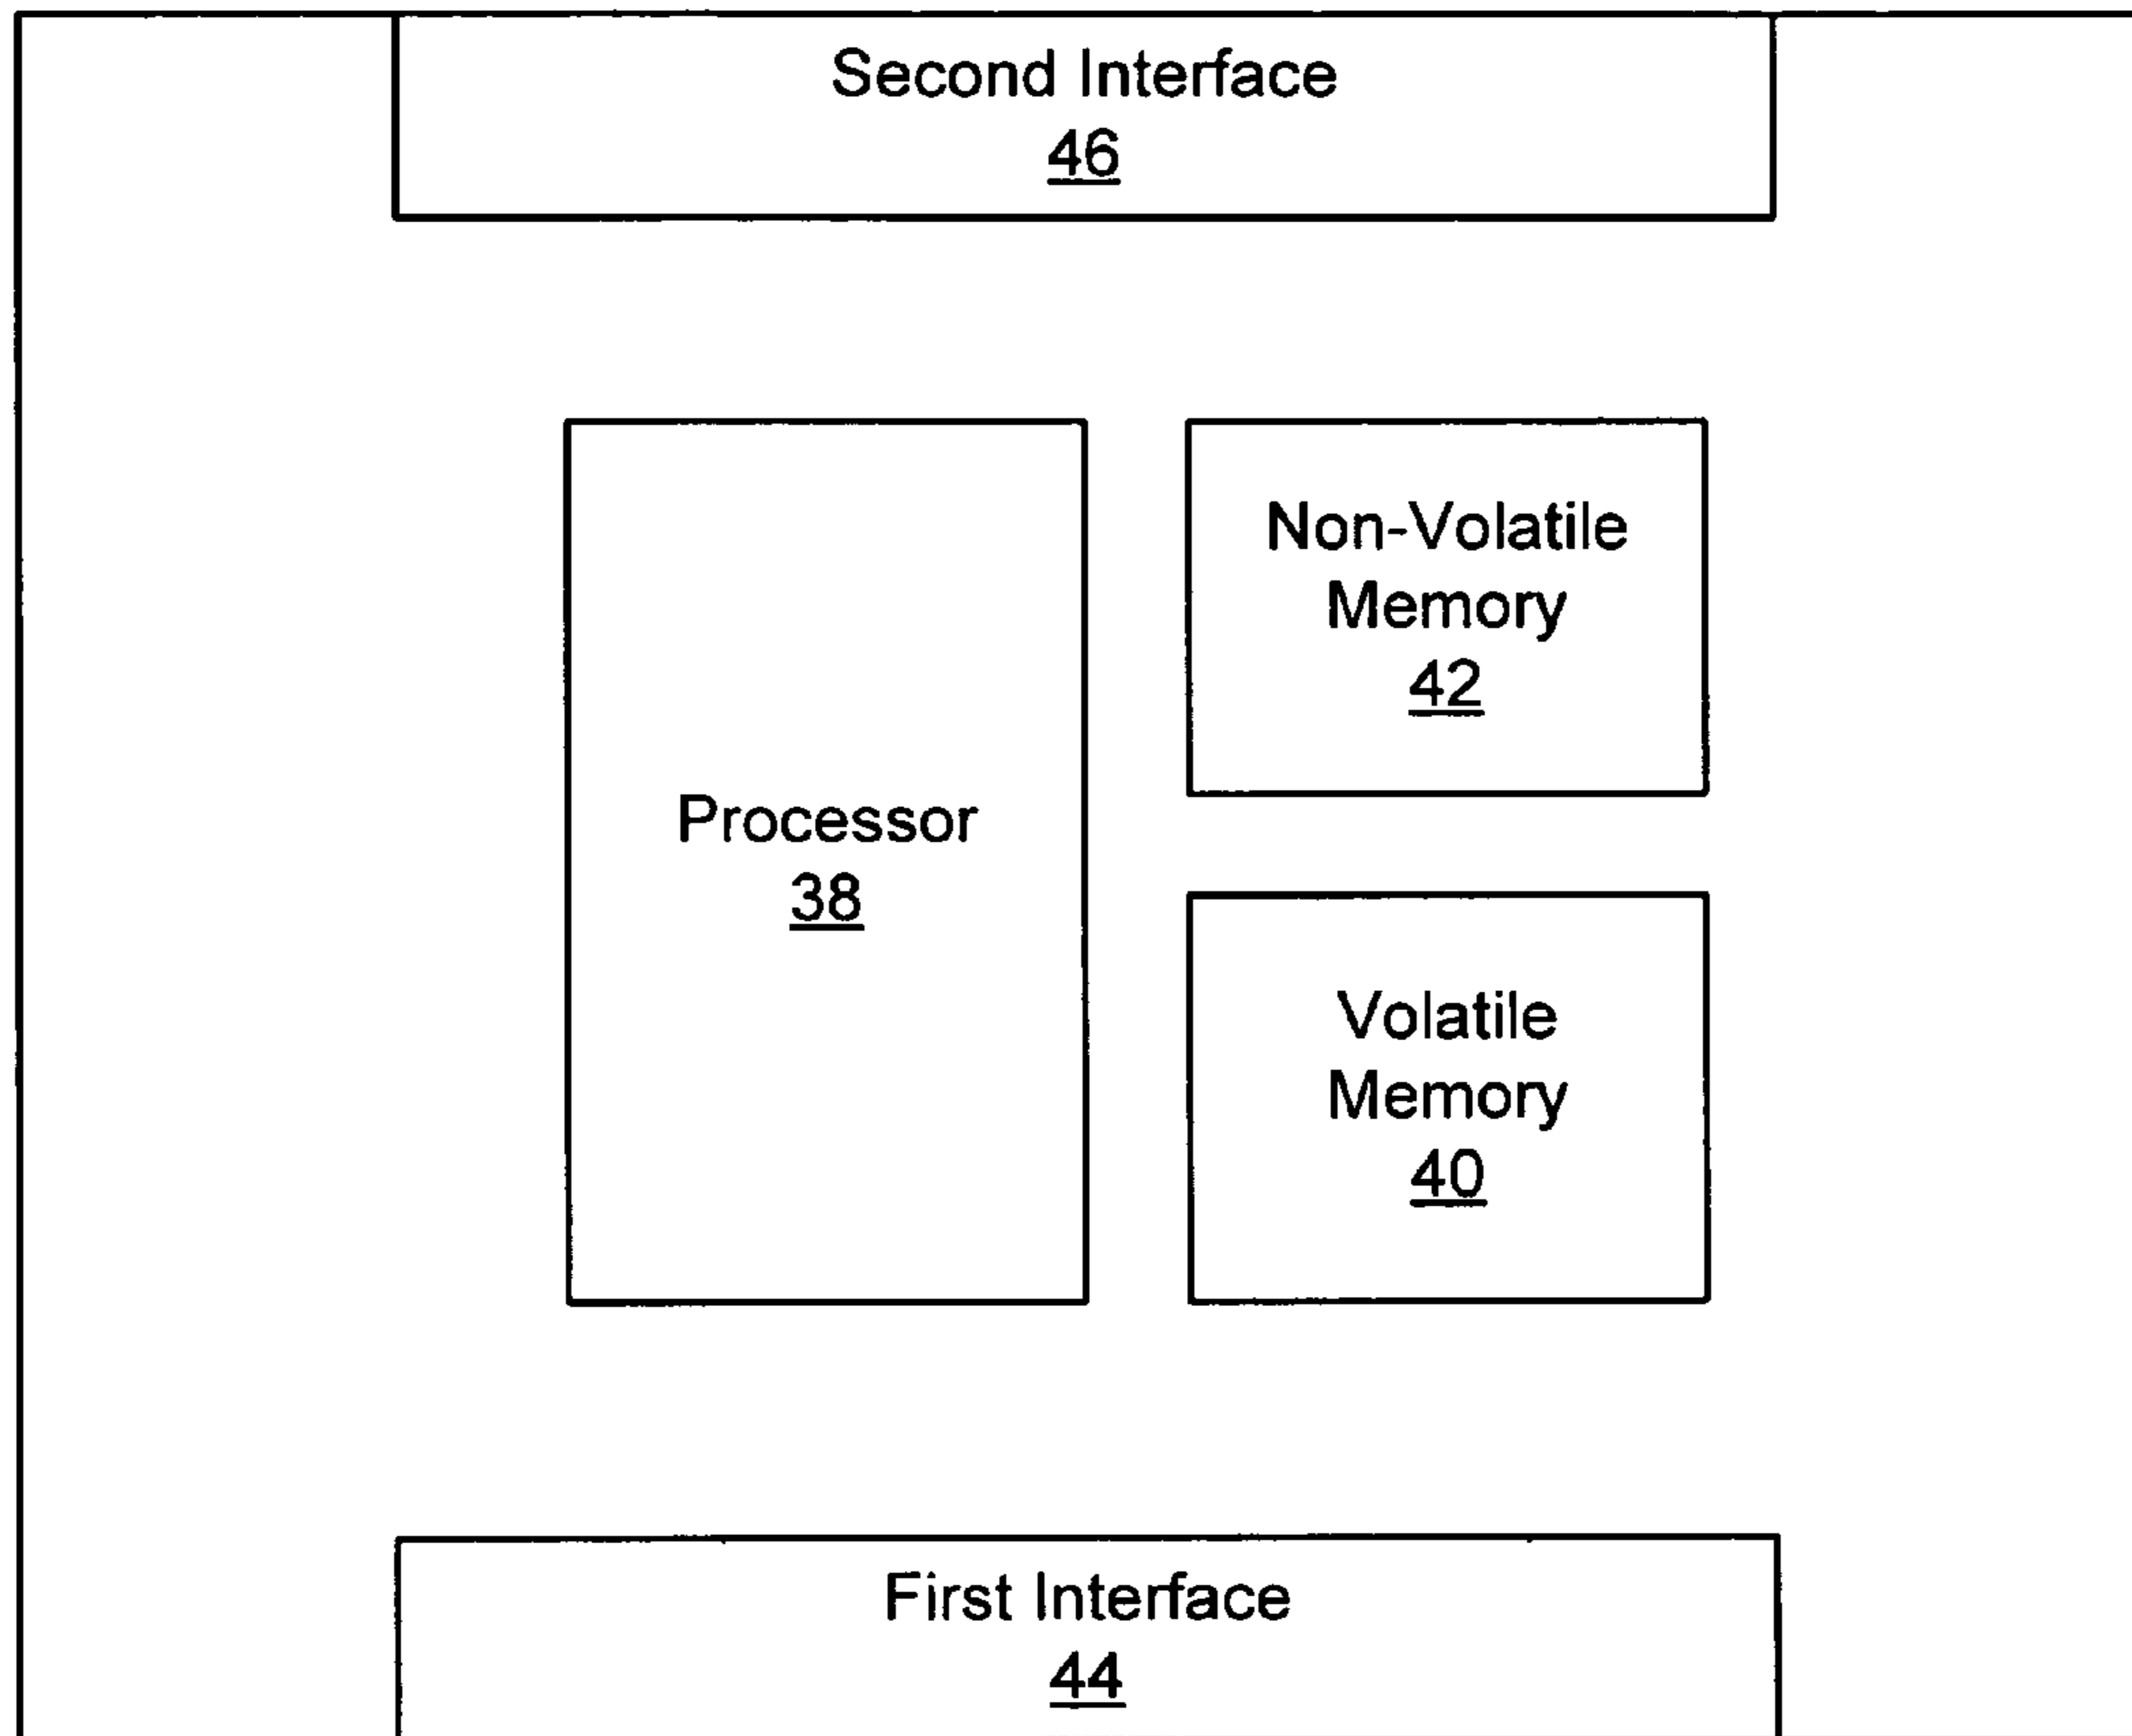 Second Interface
46
Processor
38
Non-Volatile
Memory
42
Volatile
Memory
40
First Interface
44